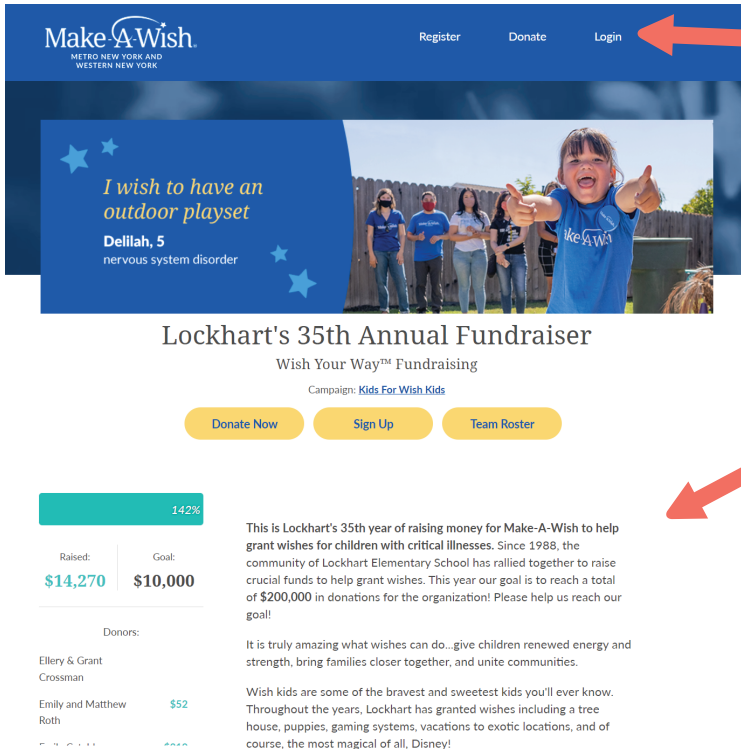 Make-A-Wish®
METRO NEW YORK AND
WESTERN NEW YORK
Register
Donate
Login
I wish to have an
outdoor playset
Delilah, 5
nervous system disorder
Lockhart's 35th Annual Fundraiser
Wish Your Way™ Fundraising
Campaign: Kids For Wish Kids
Donate Now
Sign Up
Team Roster
142%
Raised:
Goal:
$14,270
$10,000
Donors:
Ellery & Grant
Crossman
Emily and Matthew
Roth
$52
This is Lockhart's 35th year of raising money for Make-A-Wish to help
grant wishes for children with critical illnesses. Since 1988, the
community of Lockhart Elementary School has rallied together to raise
crucial funds to help grant wishes. This year our goal is to reach a total
of $200,000 in donations for the organization! Please help us reach our
goal!
It is truly amazing what wishes can do...give children renewed energy and
strength, bring families closer together, and unite communities.
Wish kids are some of the bravest and sweetest kids you'll ever know.
Throughout the years, Lockhart has granted wishes including a tree
house, puppies, gaming systems, vacations to exotic locations, and of
course, the most magical of all, Disney!